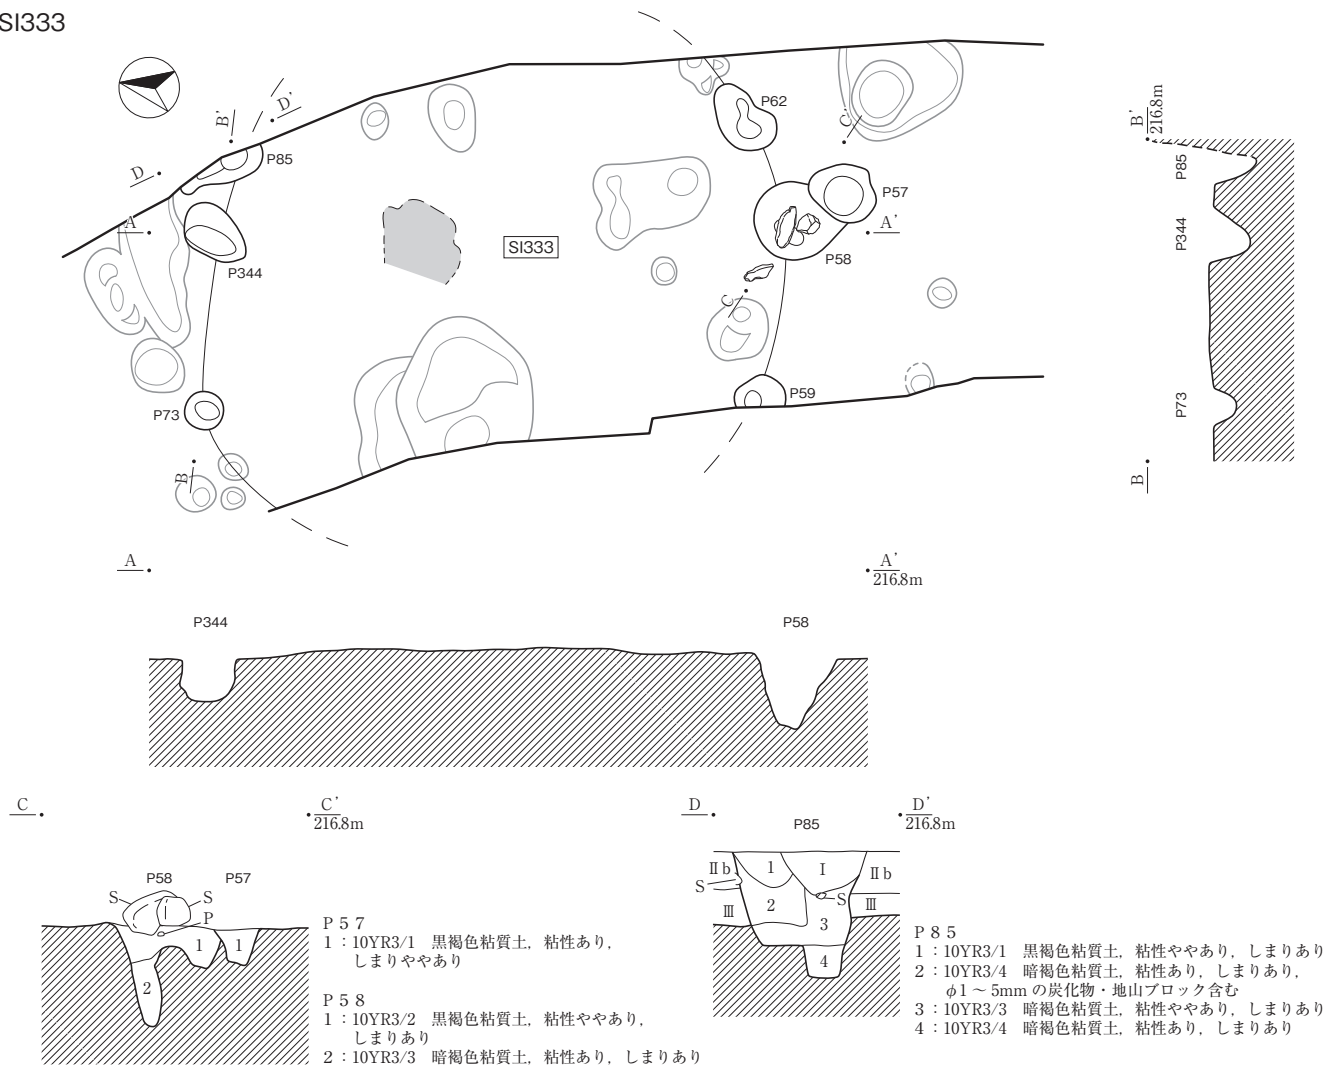 SI333
P62
B' 216.8m
B'
D'
C'
P85
D
P85
P57
A
A'
P344
SI333
P58
P344
C
P59
P73
P73
B
B
A
A'
216.8m
P344
P58
C
C'
216.8m
D
D'
216.8m
P85
P58
P57
Ⅱb
1
Ⅰ
Ⅱb
S
S
S
S
P
Ⅲ
2
3
Ⅲ
1
1
4
2
P 5 7
1：10YR3/1 黒褐色粘質土，粘性あり，
しまりややあり
P 5 8
1：10YR3/2 黒褐色粘質土，粘性ややあり，
しまりあり
2：10YR3/3 暗褐色粘質土，粘性あり，しまりあり
P 8 5
1：10YR3/1 黒褐色粘質土，粘性ややあり，しまりあり
2：10YR3/4 暗褐色粘質土，粘性あり，しまりあり，
φ1～5mmの炭化物・地山ブロック含む
3：10YR3/3 暗褐色粘質土，粘性ややあり，しまりあり
4：10YR3/4 暗褐色粘質土，粘性あり，しまりあり